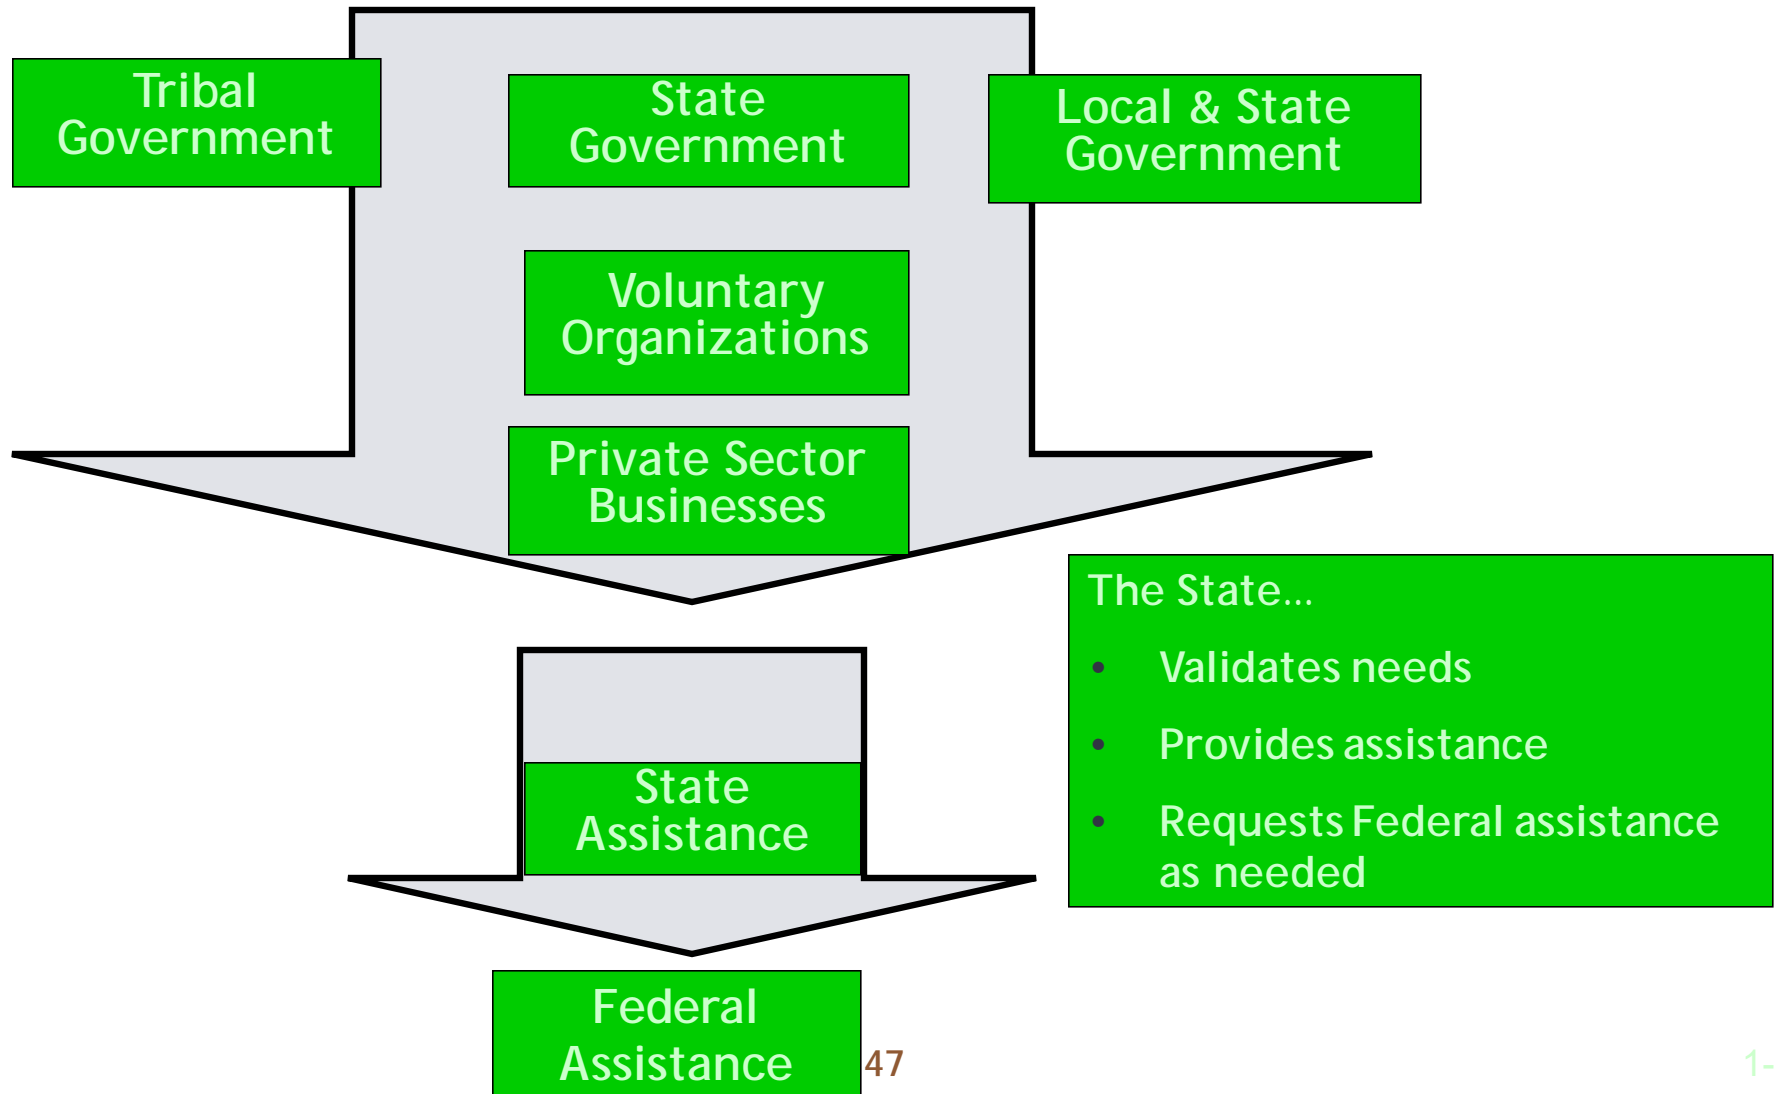 Tribal
Government
State
Government
Local & State
Government
Voluntary
Organizations
Private Sector
Businesses
The State...
• Validates needs
• Provides assistance
• Requests Federal assistance
as needed
State
Assistance
Federal
Assistance
47
1-